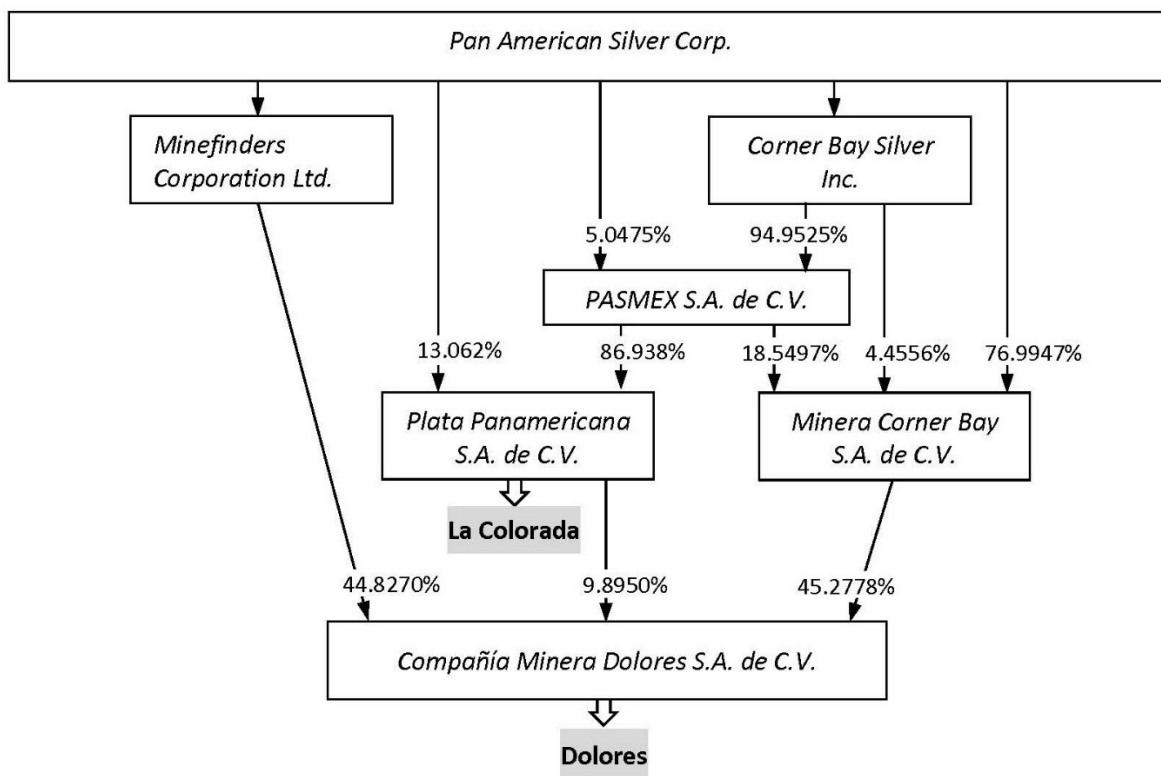 Pan American Silver Corp.
Minefinders
Corporation Ltd.
Corner Bay Silver
Inc.
5.0475%
94.9525%
PASMEX S.A. de C.V.
13.062%
86.938%
18.5497%
4.4556%
76.9947%
Plata Panamericana
S.A. de C.V.
Minera Corner Bay
S.A. de C.V.
La Colorada
44.8270%
9.8950%
45.2778%
Compañía Minera Dolores S.A. de C.V.
Dolores